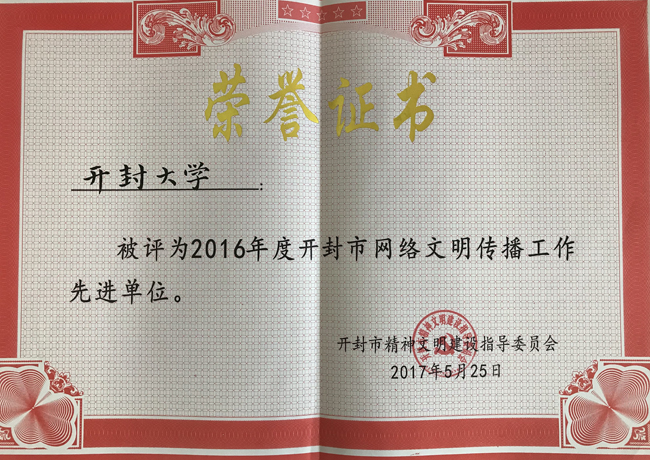 荣誉证书
开封大学：
被评为2016年度开封市网络文明传播工作
先进单位。
开封市精神文明建设指导委员会
2017年5月25日